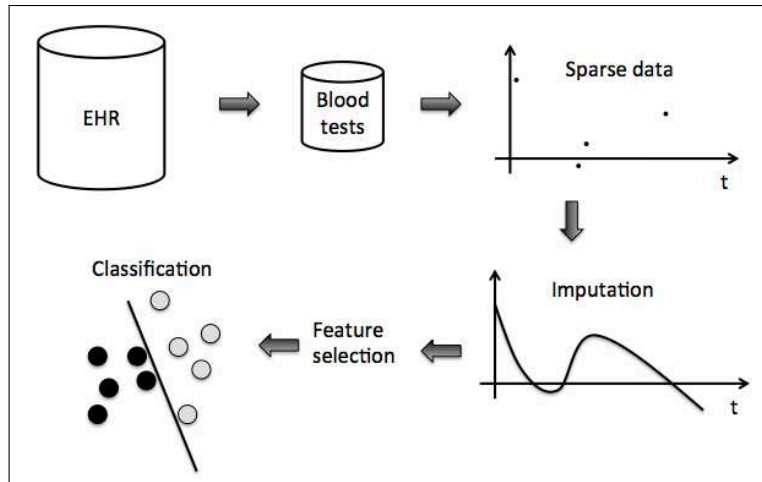 EHR
Blood
tests
Sparse data
t
Imputation
t
Feature
selection
Classification